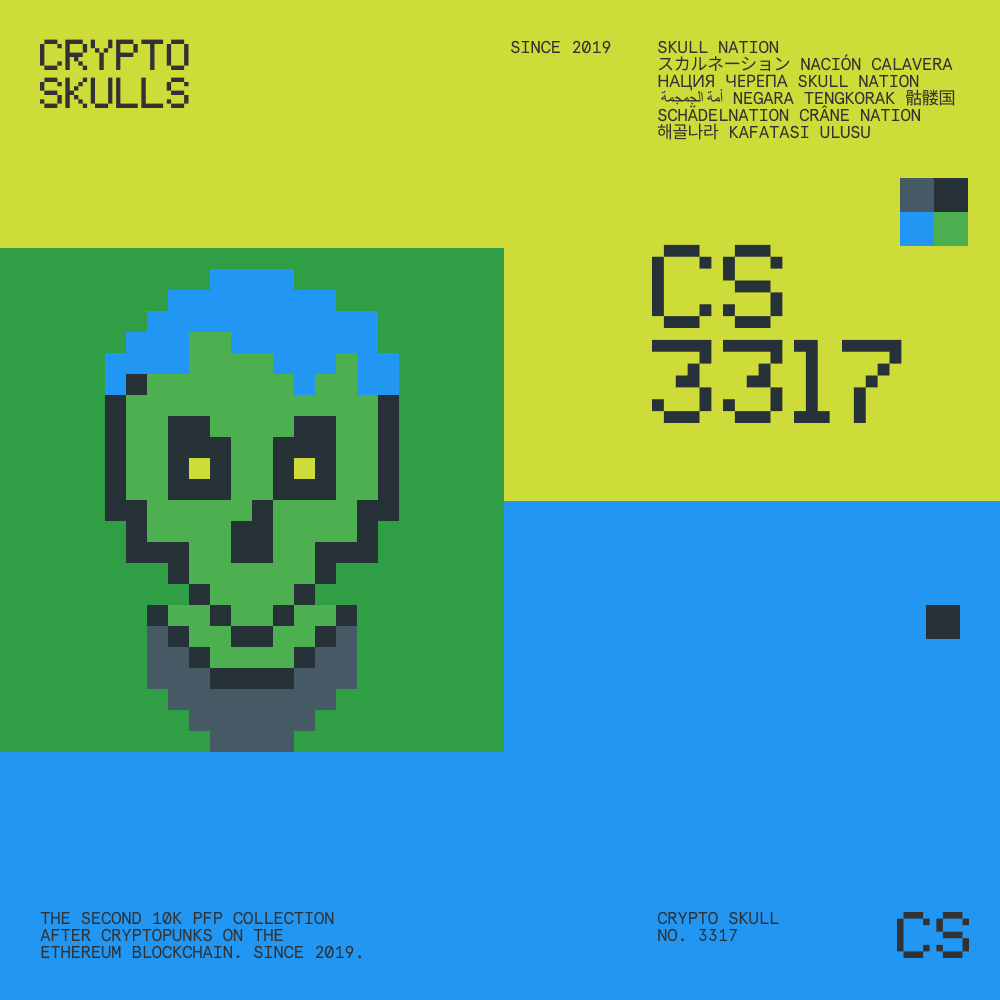 CRYPTO
SKULLS
SINCE 2019
SKULL NATION
スカルネーション NACIÓN CALAVERA
НАЦИЯ ЧЕРЕПА SKULL NATION
أمة الجمجمة NEGARA TENGKORAK 骷髅国
SCHÄDELNATION CRÂNE NATION
해골나라 KAFATASI ULUSU
CS
3317
THE SECOND 10K PFP COLLECTION
AFTER CRYPTOPUNKS ON THE
ETHEREUM BLOCKCHAIN. SINCE 2019.
CRYPTO SKULL
NO. 3317
CS